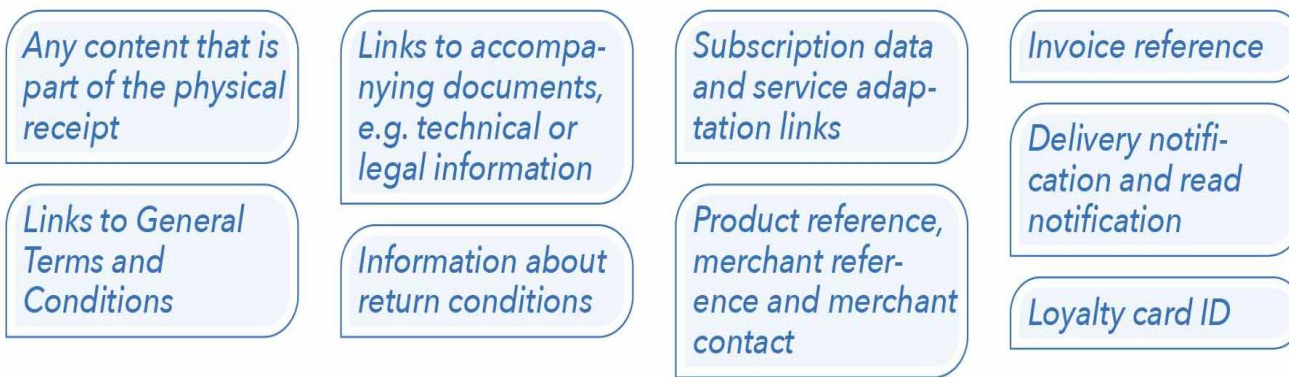 Any content that is
part of the physical
receipt
Links to General
Terms and
Conditions
Links to accompa-
nying documents,
e.g. technical or
legal information
Information about
return conditions
Subscription data
and service adap-
tation links
Product reference,
merchant refer-
ence and merchant
contact
Invoice reference
Delivery notifi-
cation and read
notification
Loyalty card ID